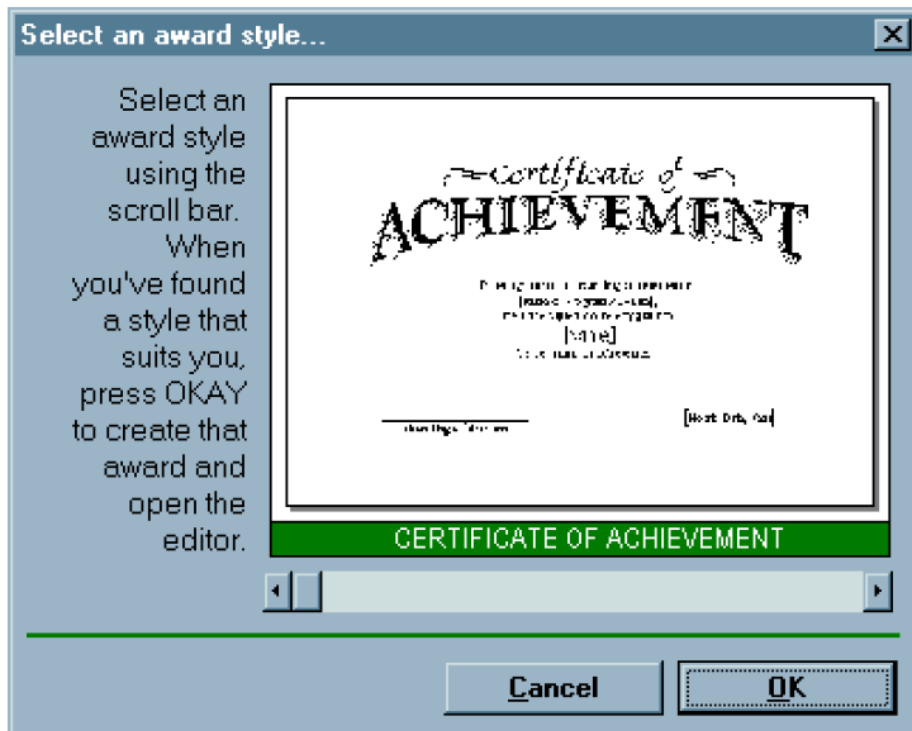 Select an award style...
Select an
award style
using the
scroll bar.
When
you've found
a style that
suits you,
press OKAY
to create that
award and
open the
editor.
Certificate of
ACHIEVEMENT
CERTIFICATE OF ACHIEVEMENT
Cancel
OK